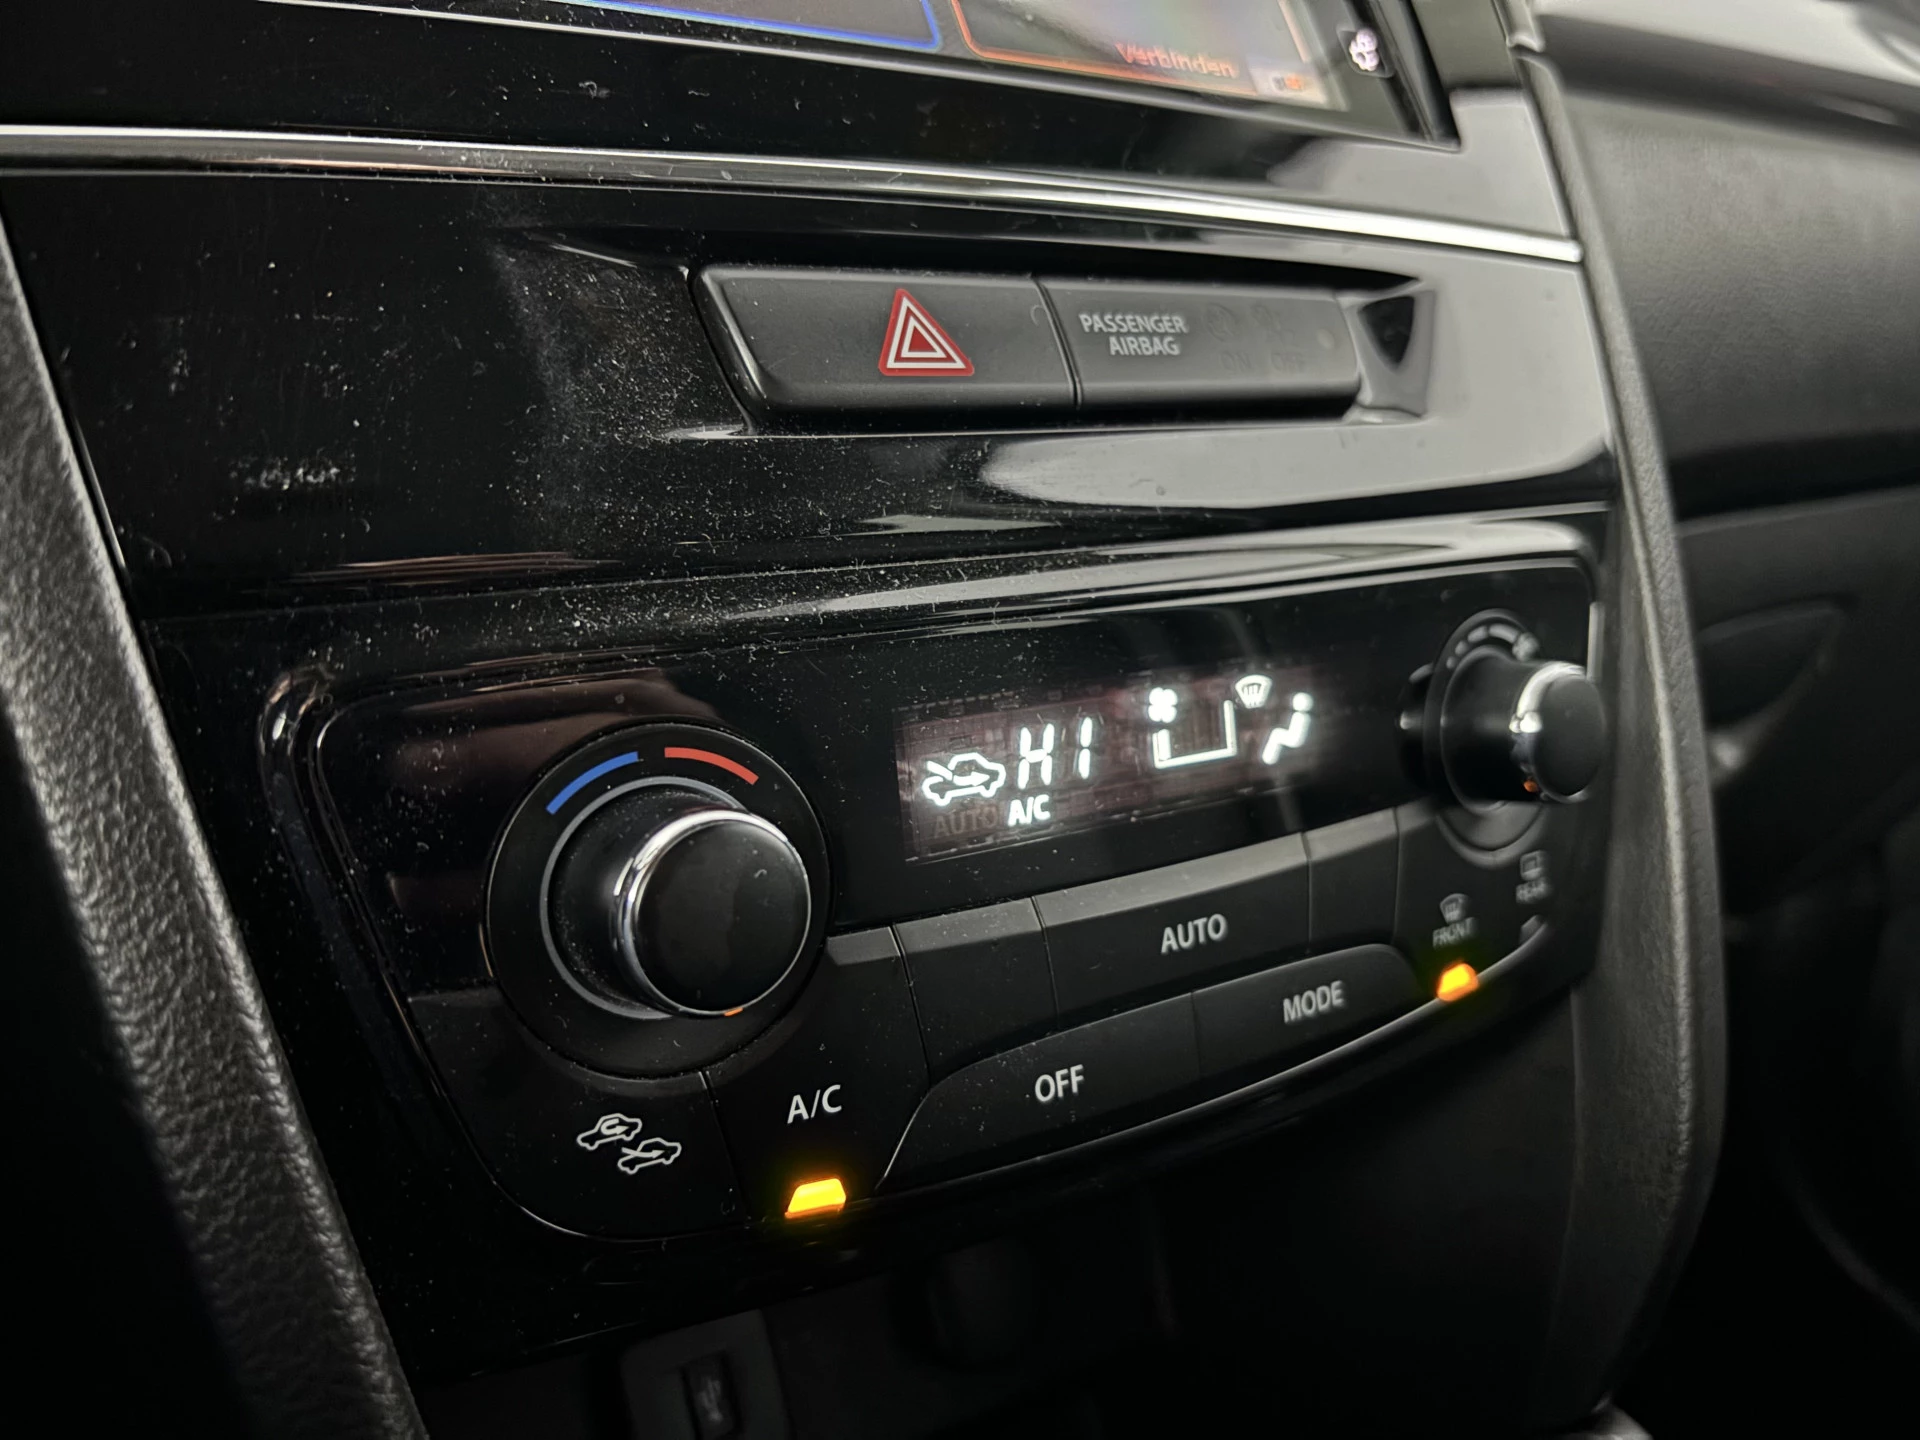 Verbinden
PASSENGER
AIRBAG
ON OFF
HI
AUTO A/C
AUTO
REAR
FRONT
MODE
OFF
A/C